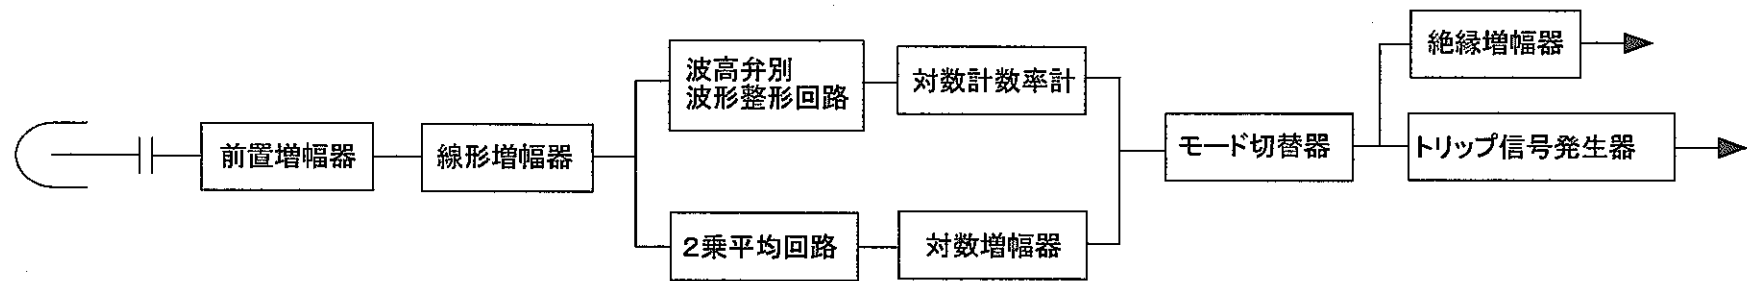 前置増幅器
線形増幅器
波高弁別
波形整形回路
対数計数率計
2乗平均回路
対数増幅器
モード切替器
絶縁増幅器
トリップ信号発生器